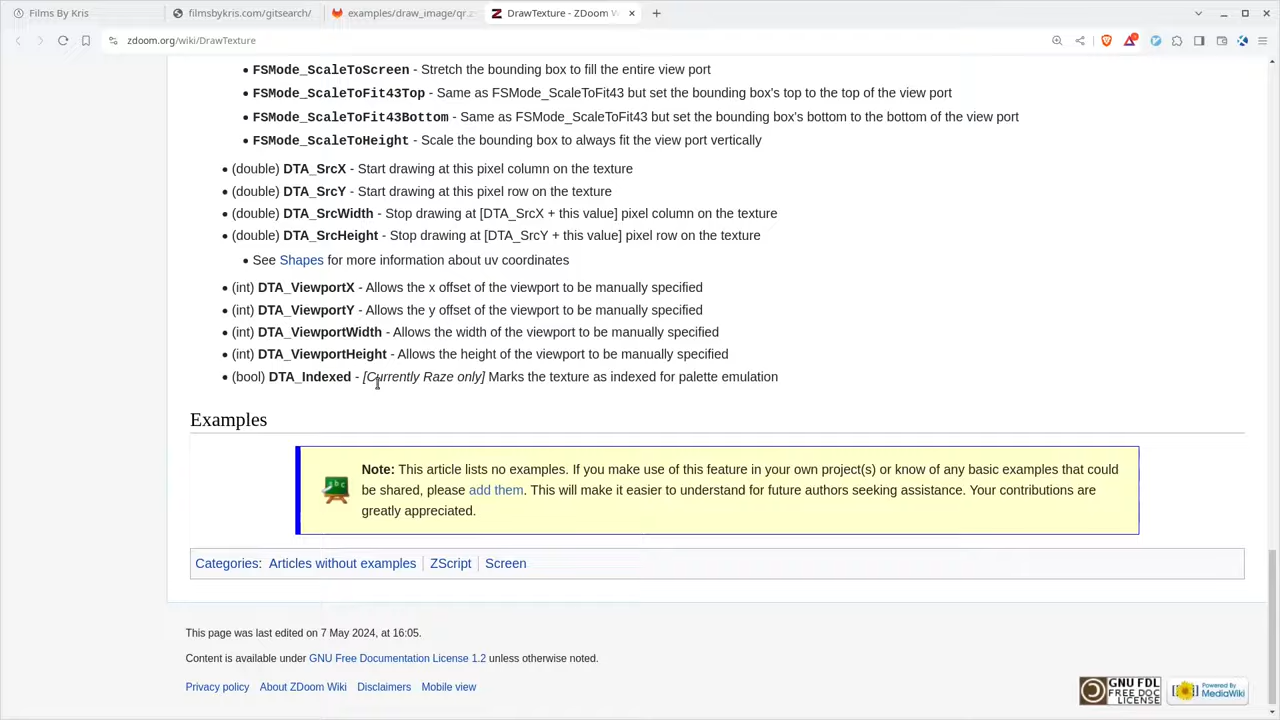 Films By Kris
filmsbykris.com/gitsearch/
examples/draw_image/qr.z
DrawTexture - ZDoom W
zdoom.org/wiki/DrawTexture
FSMode_ScaleToScreen - Stretch the bounding box to fill the entire view port
FSMode_ScaleToFit43Top - Same as FSMode_ScaleToFit43 but set the bounding box's top to the top of the view port
FSMode_ScaleToFit43Bottom - Same as FSMode_ScaleToFit43 but set the bounding box's bottom to the bottom of the view port
FSMode_ScaleToHeight - Scale the bounding box to always fit the view port vertically
(double) DTA_SrcX - Start drawing at this pixel column on the texture
(double) DTA_SrcY - Start drawing at this pixel row on the texture
(double) DTA_SrcWidth - Stop drawing at [DTA_SrcX + this value] pixel column on the texture
(double) DTA_SrcHeight - Stop drawing at [DTA_SrcY + this value] pixel row on the texture
See Shapes for more information about uv coordinates
(int) DTA_ViewportX - Allows the x offset of the viewport to be manually specified
(int) DTA_ViewportY - Allows the y offset of the viewport to be manually specified
(int) DTA_ViewportWidth - Allows the width of the viewport to be manually specified
(int) DTA_ViewportHeight - Allows the height of the viewport to be manually specified
(bool) DTA_Indexed - [Currently Raze only] Marks the texture as indexed for palette emulation
Examples
Note: This article lists no examples. If you make use of this feature in your own project(s) or know of any basic examples that could
be shared, please add them. This will make it easier to understand for future authors seeking assistance. Your contributions are
greatly appreciated.
abc
Categories: Articles without examples ZScript Screen
This page was last edited on 7 May 2024, at 16:05.
Content is available under GNU Free Documentation License 1.2 unless otherwise noted.
Privacy policy About ZDoom Wiki Disclaimers Mobile view
GNU FDL
FREE DOC
LICENSE
Powered By
MediaWiki